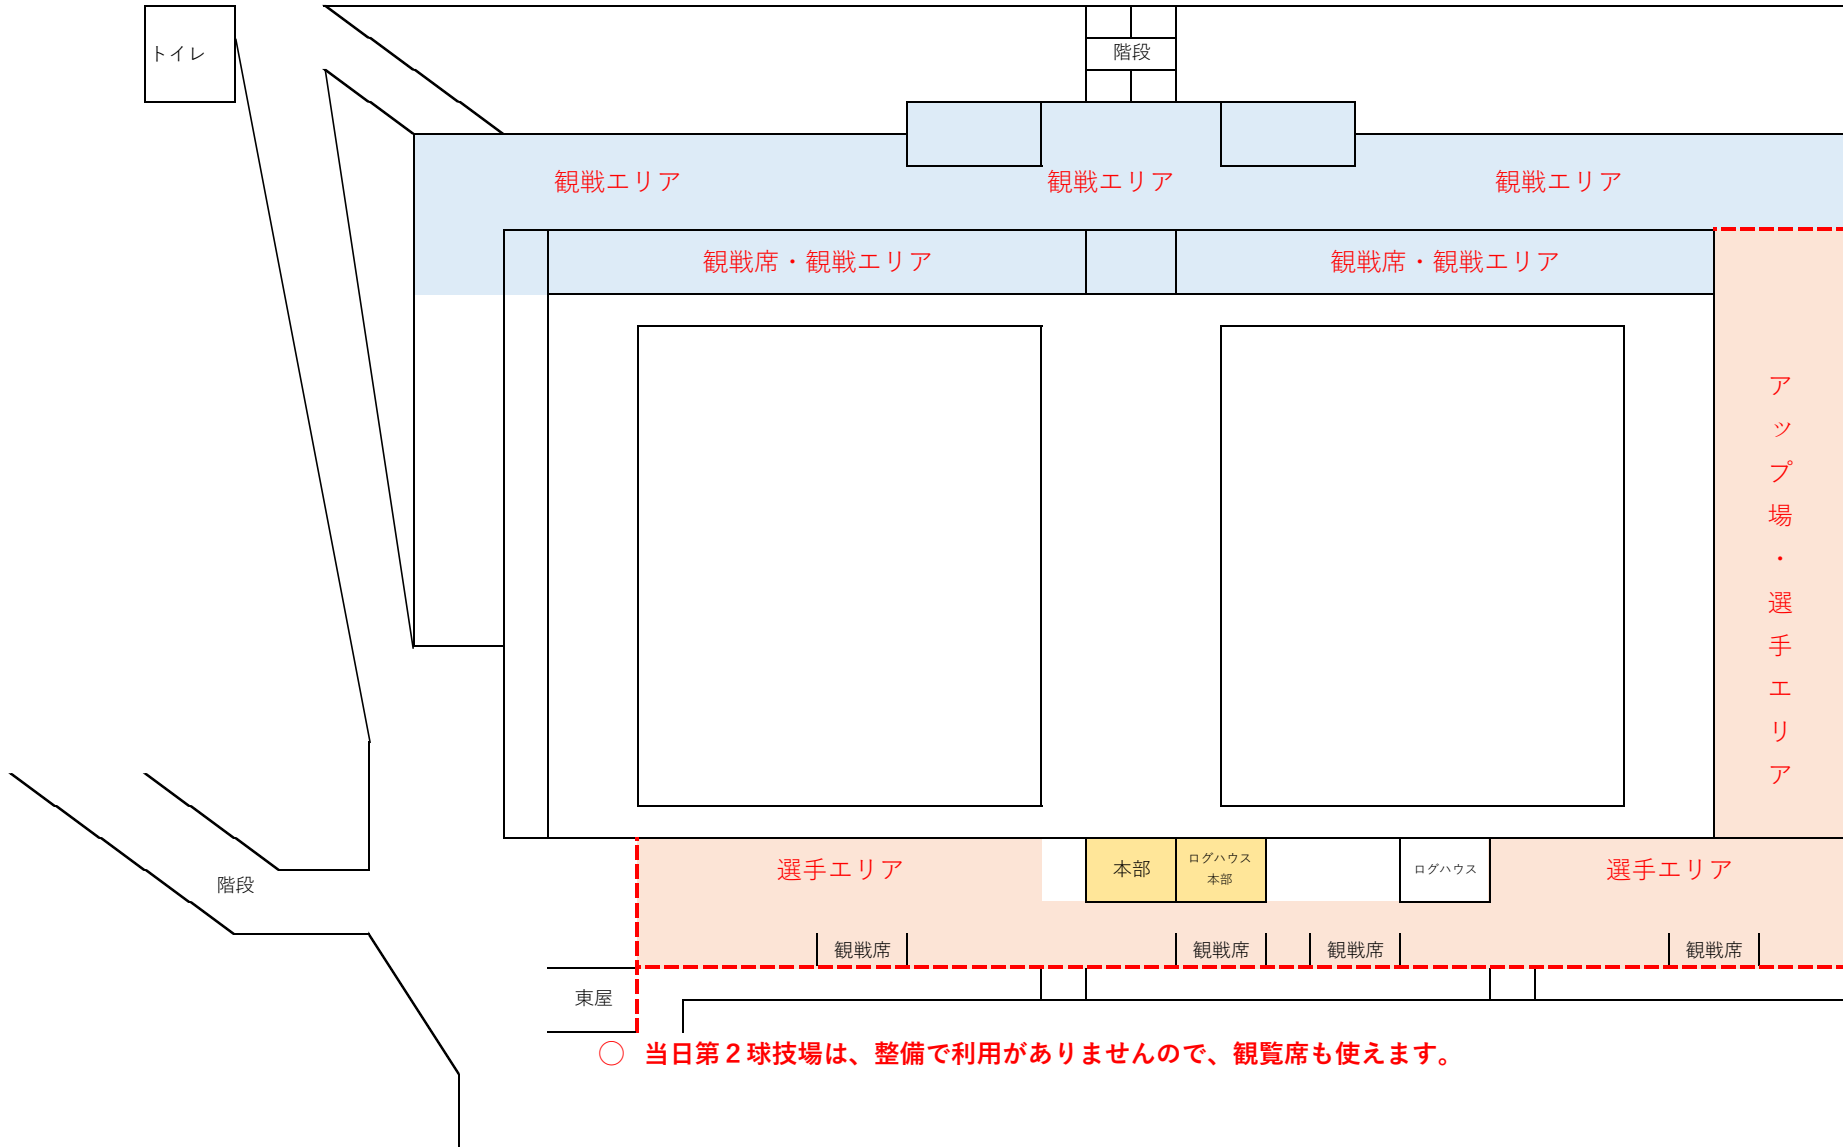 トイレ
階段
観戦エリア
観戦エリア
観戦エリア
観戦席・観戦エリア
観戦席・観戦エリア
アップ場・選手エリア
選手エリア
本部
ログハウス
本部
ログハウス
選手エリア
階段
観戦席
観戦席
観戦席
観戦席
東屋
○　当日第２球技場は、整備で利用がありませんので、観覧席も使えます。